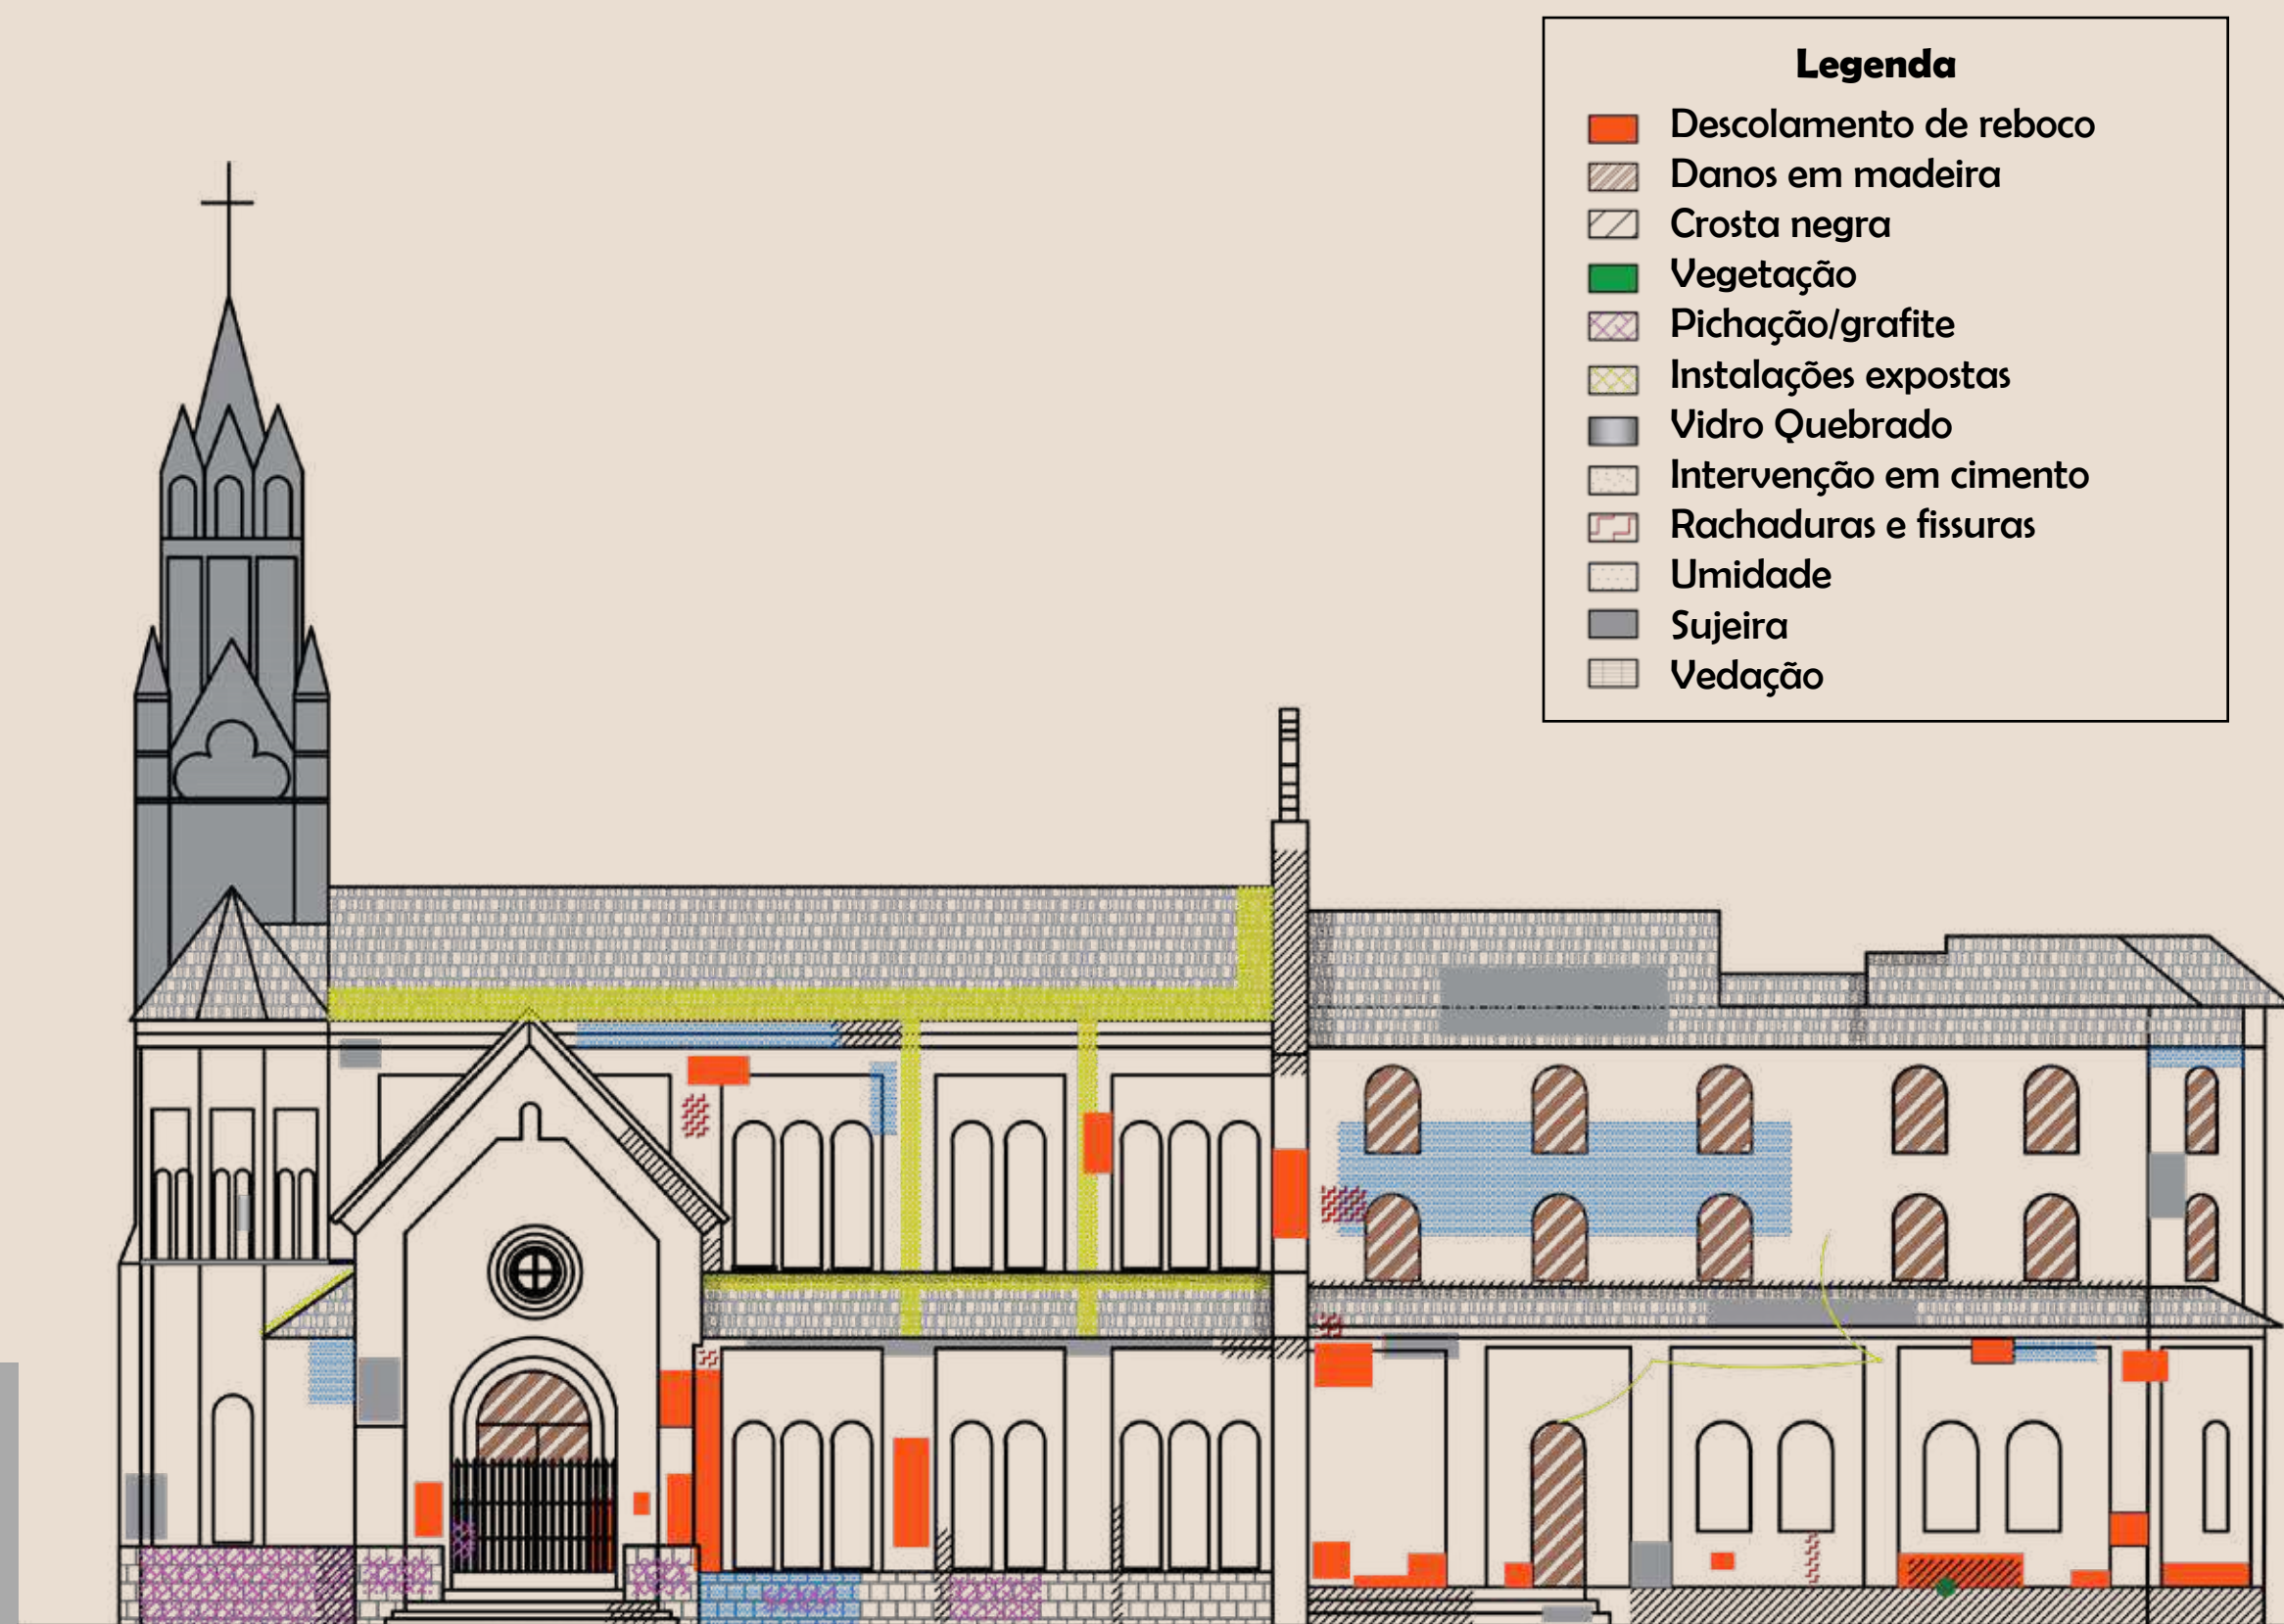 Legenda
Descolamento de reboco
Danos em madeira
Crosta negra
Vegetação
Pichação/grafite
Instalações expostas
Vidro Quebrado
Intervenção em cimento
Rachaduras e fissuras
Umidade
Sujeira
Vedação